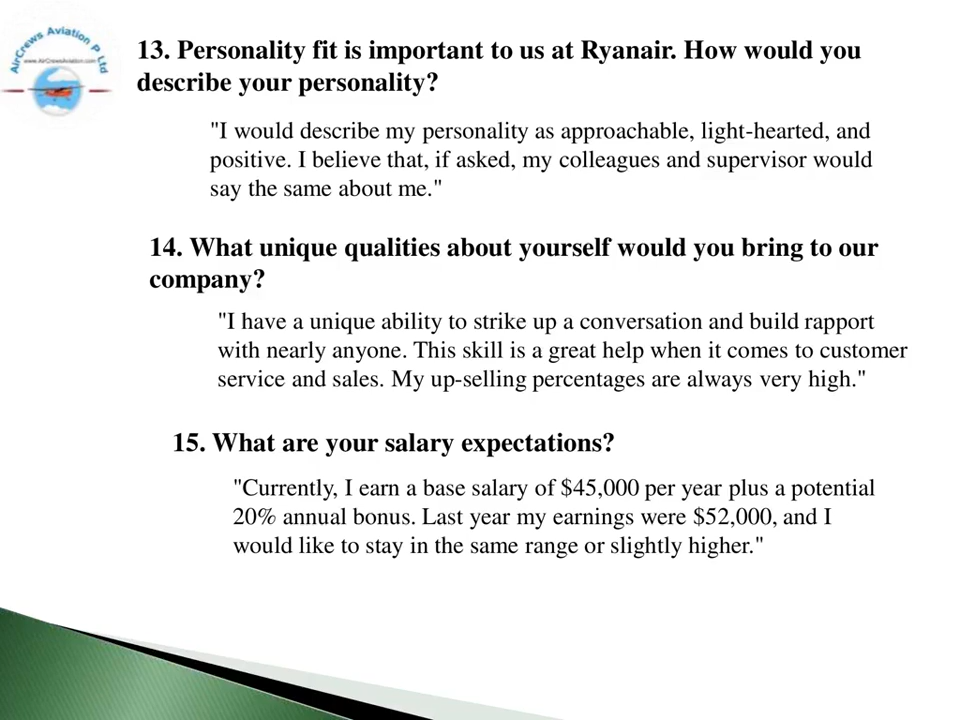 AirCrews Aviation P Ltd
www.AirCrewsAviation.com
13. Personality fit is important to us at Ryanair. How would you
describe your personality?
"I would describe my personality as approachable, light-hearted, and
positive. I believe that, if asked, my colleagues and supervisor would
say the same about me."
14. What unique qualities about yourself would you bring to our
company?
"I have a unique ability to strike up a conversation and build rapport
with nearly anyone. This skill is a great help when it comes to customer
service and sales. My up-selling percentages are always very high."
15. What are your salary expectations?
"Currently, I earn a base salary of $45,000 per year plus a potential
20% annual bonus. Last year my earnings were $52,000, and I
would like to stay in the same range or slightly higher."